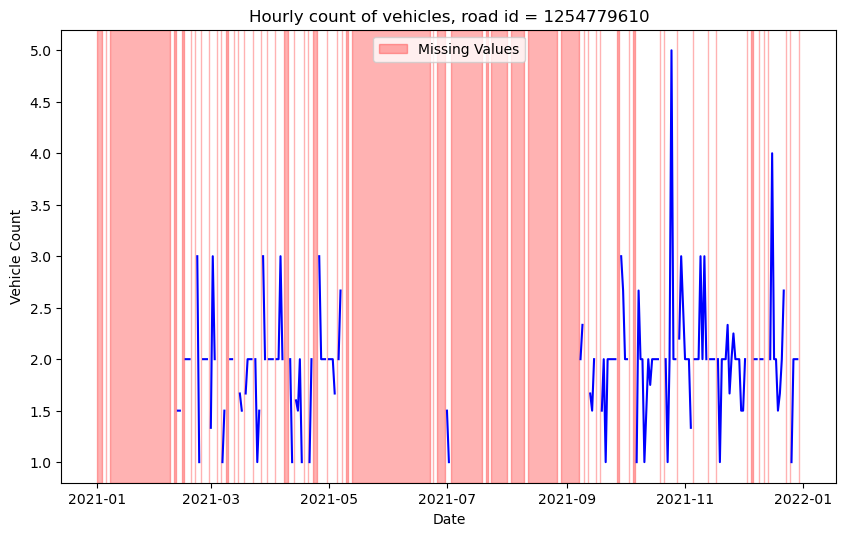 Hourly count of vehicles, road id = 1254779610
Missing Values
Vehicle Count
5.0
4.5
4.0
3.5
3.0
2.5
2.0
1.5
1.0
2021-01 2021-03 2021-05 2021-07 2021-09 2021-11 2022-01
Date